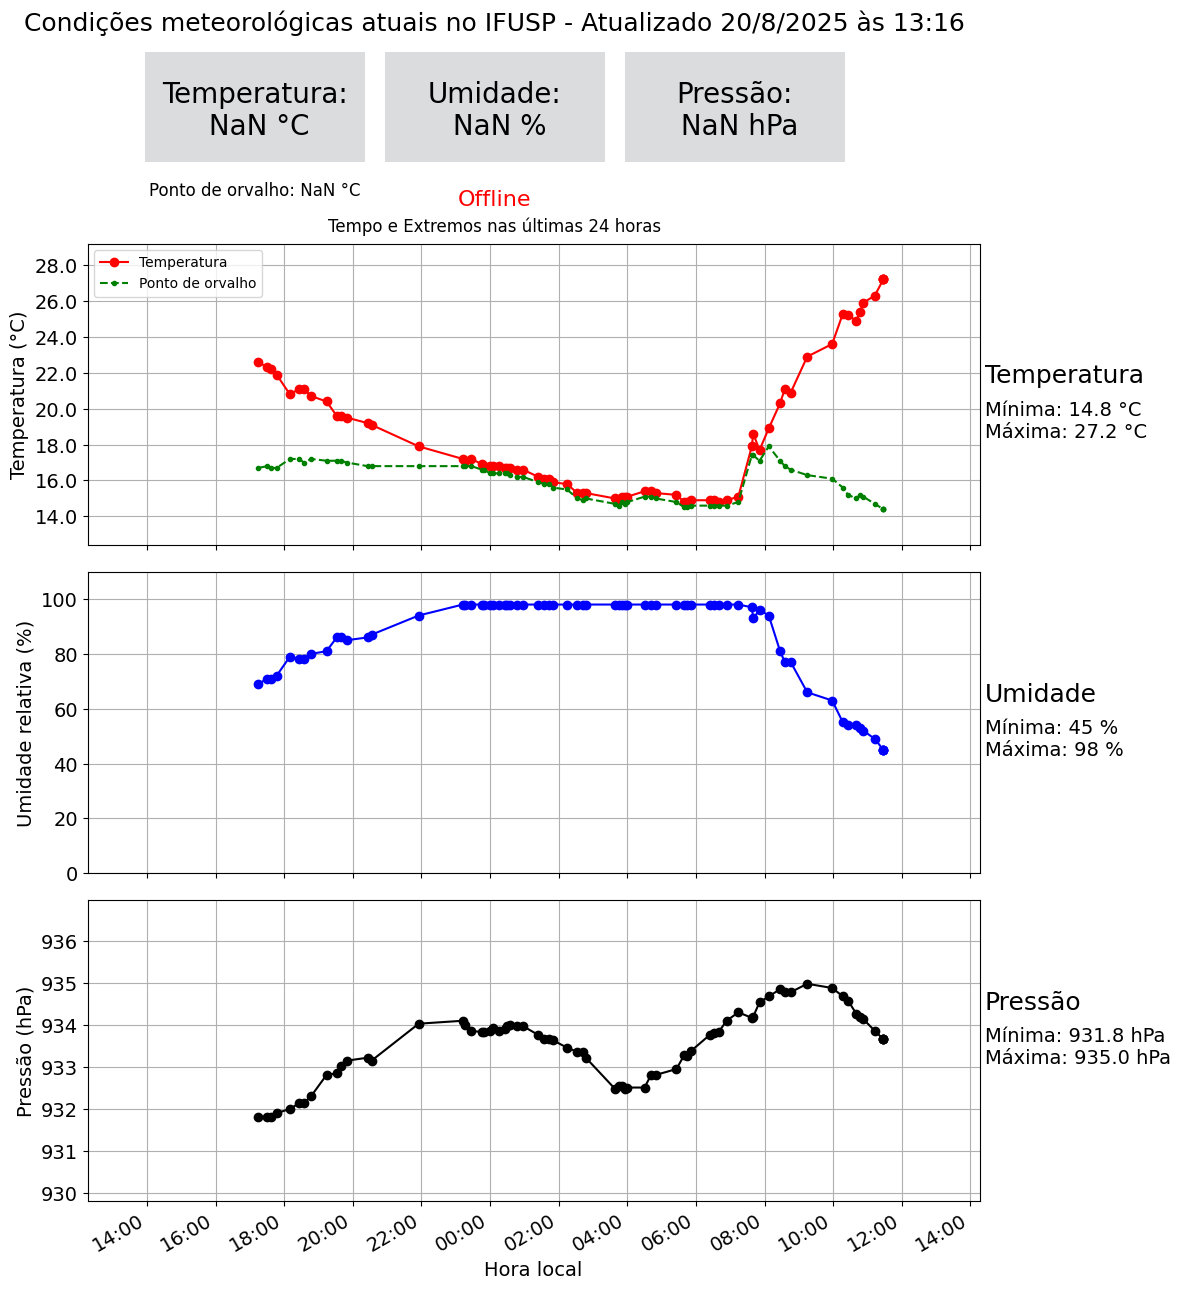 Condições meteorológicas atuais no IFUSP - Atualizado 20/8/2025 às 13:16
Temperatura:
NaN °C
Umidade:
NaN %
Pressão:
NaN hPa
Ponto de orvalho: NaN °C
Offline
Tempo e Extremos nas últimas 24 horas
Temperatura
Ponto de orvalho
Temperatura (°C)
28.0
26.0
24.0
22.0
20.0
18.0
16.0
14.0
Temperatura
Mínima: 14.8 °C
Máxima: 27.2 °C
Umidade relativa (%)
100
80
60
40
20
0
Umidade
Mínima: 45 %
Máxima: 98 %
Pressão (hPa)
936
935
934
933
932
931
930
Pressão
Mínima: 931.8 hPa
Máxima: 935.0 hPa
14:00 16:00 18:00 20:00 22:00 00:00 02:00 04:00 06:00 08:00 10:00 12:00 14:00
Hora local